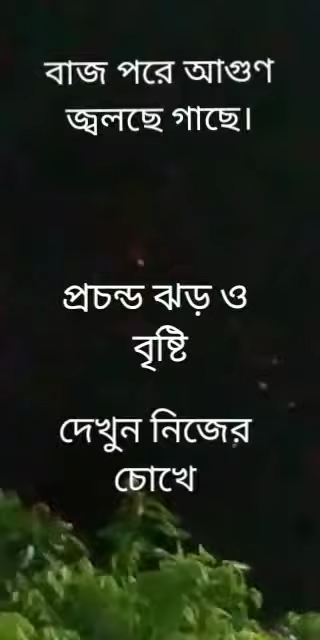 বাজ পরে আগুণ
জ্বলছে গাছে।
প্রচন্ড ঝড় ও
বৃষ্টি
দেখুন নিজের
চোখে